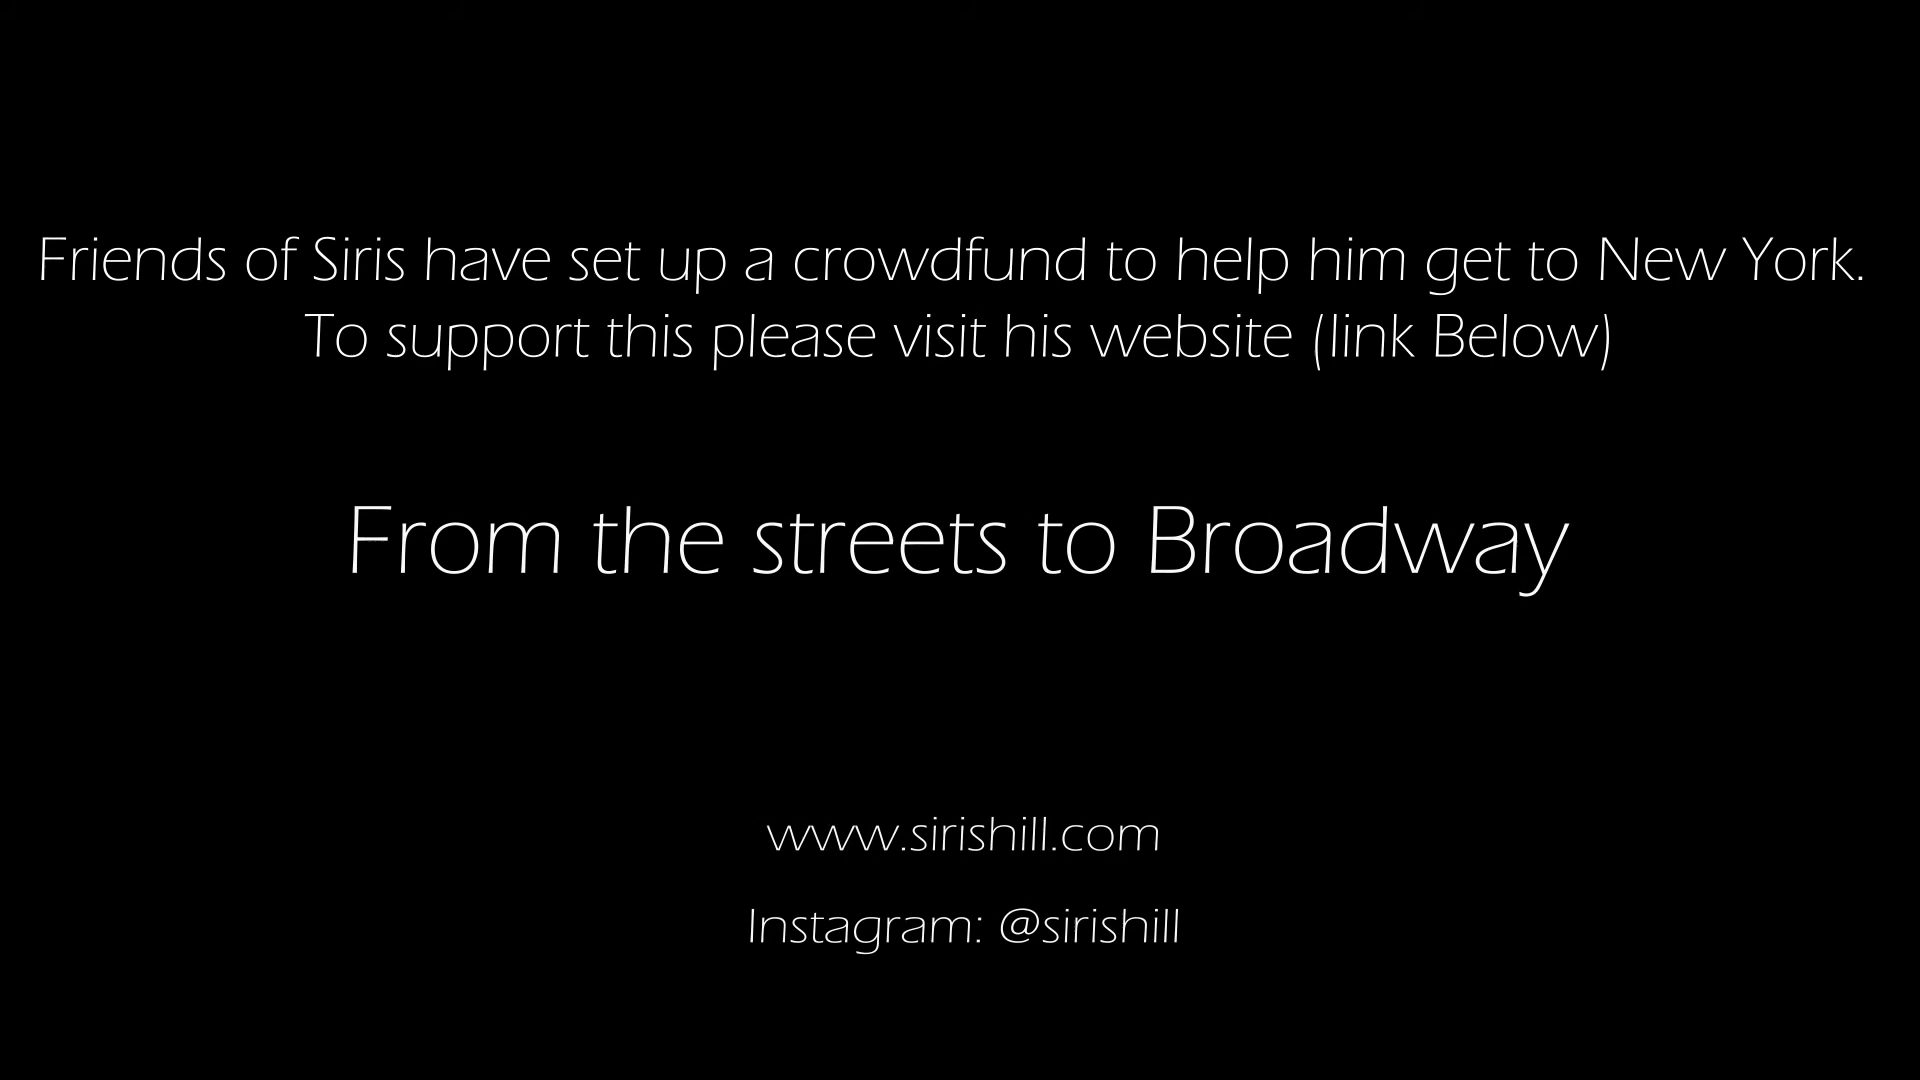 Friends of Siris have set up a crowdfund to help him get to New York.
To support this please visit his website (link Below)
From the streets to Broadway
www.sirishill.com
Instagram: @sirishill